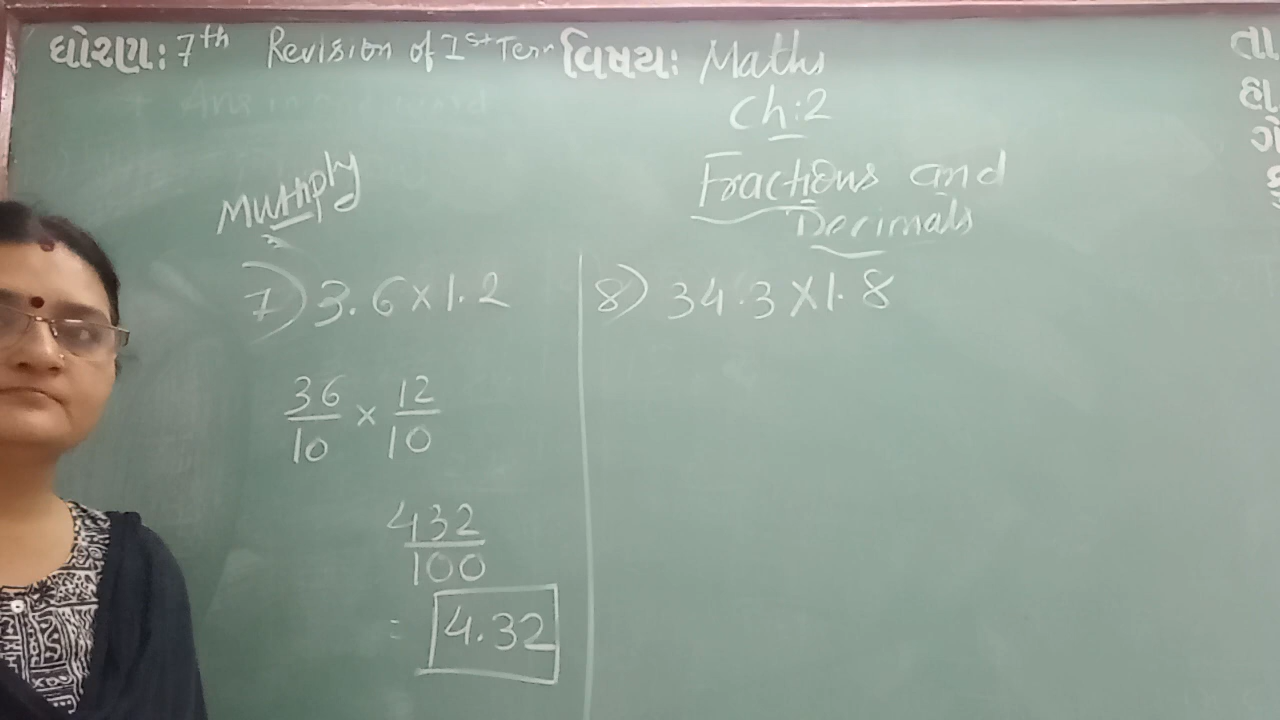 ધોરણ: 7th Revision of 1st Term વિષય: Maths
Ch:2
Fractions and
Decimals
Multiply
7) 3.6 x 1.2
36/10 x 12/10
432/100
= 4.32
8) 34.3 x 1.8
તા
હા